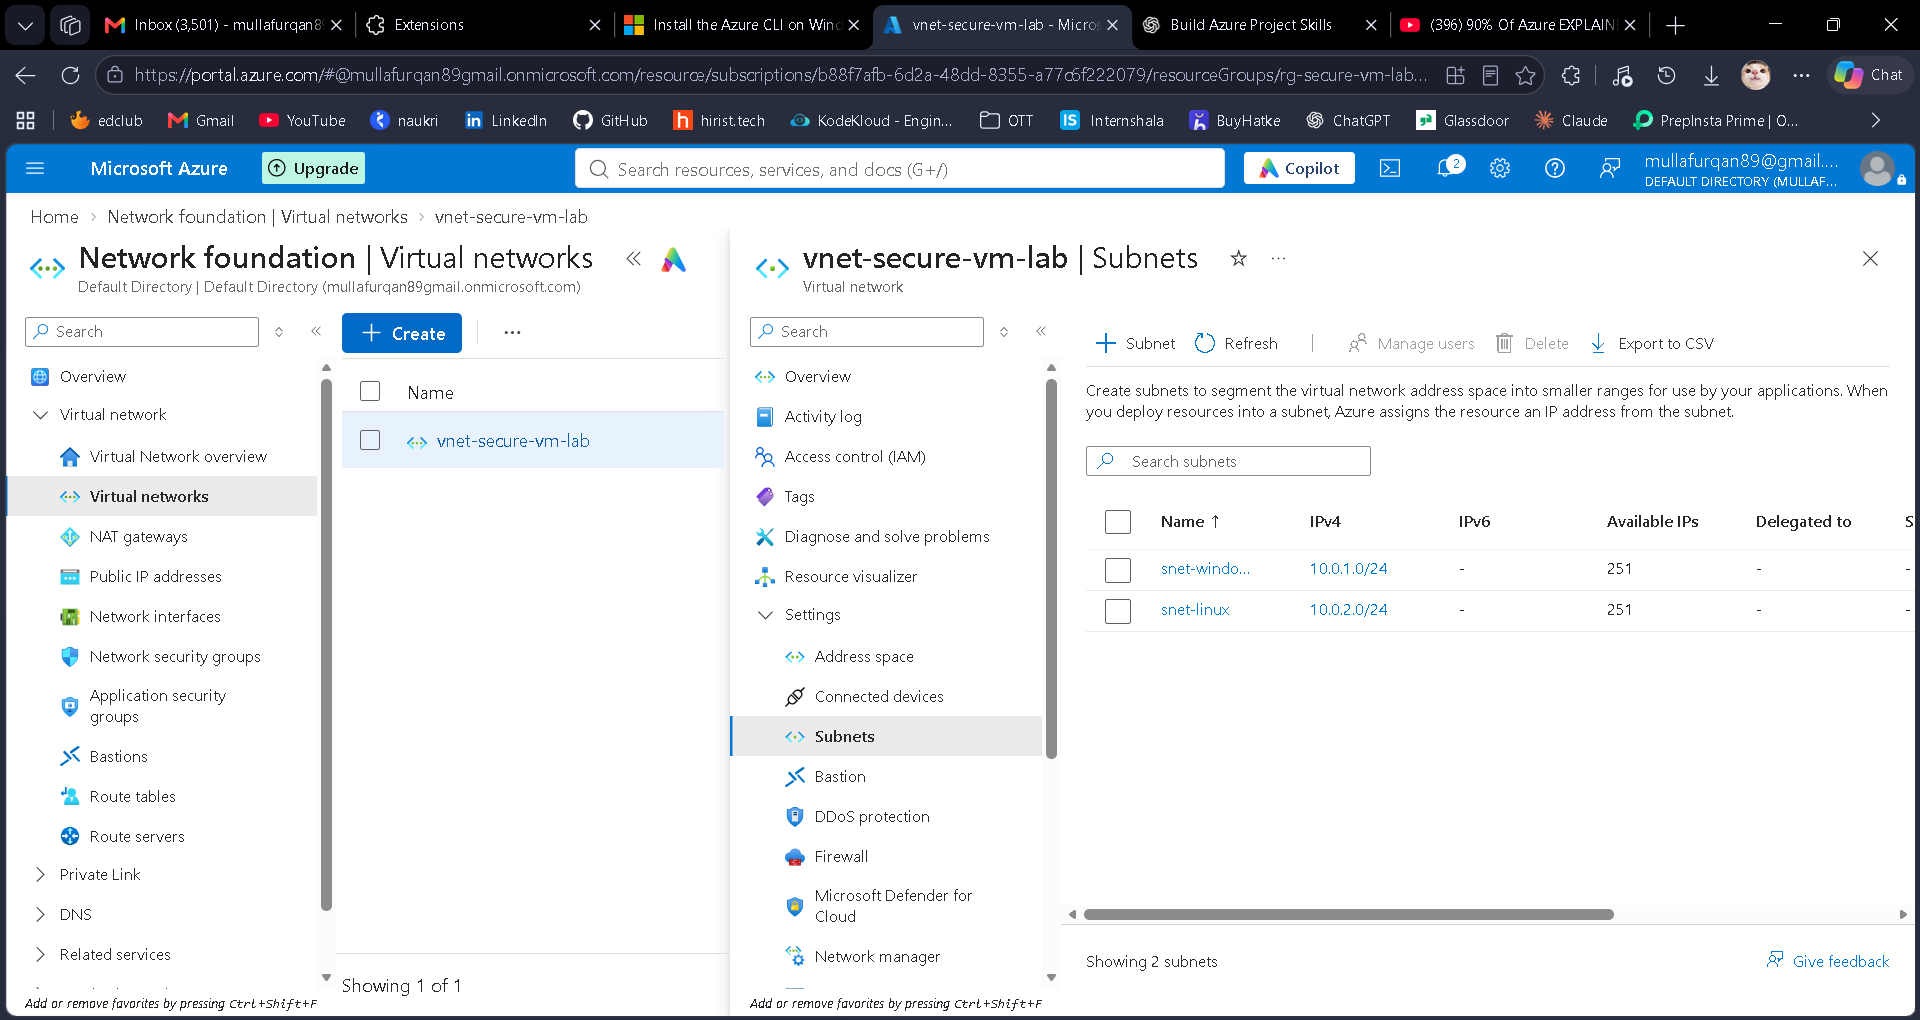 Inbox (3,501) - mullafurqan89
Extensions
Install the Azure CLI on Wind
vnet-secure-vm-lab - Micros
Build Azure Project Skills
(396) 90% Of Azure EXPLAIN
https://portal.azure.com/#@mullafurqan89gmail.onmicrosoft.com/resource/subscriptions/b88f7afb-6d2a-48dd-8355-a77c6f222079/resourceGroups/rg-secure-vm-lab...
Chat
edclub
Gmail
YouTube
naukri
LinkedIn
GitHub
hirist.tech
KodeKloud - Engin...
OTT
Internshala
BuyHatke
ChatGPT
Glassdoor
Claude
PrepInsta Prime | O...
Microsoft Azure
Upgrade
Search resources, services, and docs (G+/)
Copilot
2
mullafurqan89@gmail....
DEFAULT DIRECTORY (MULLAF...
Home > Network foundation | Virtual networks > vnet-secure-vm-lab
Network foundation | Virtual networks
Default Directory | Default Directory (mullafurqan89gmail.onmicrosoft.com)
Search
Overview
Virtual network
Virtual Network overview
Virtual networks
NAT gateways
Public IP addresses
Network interfaces
Network security groups
Application security
groups
Bastions
Route tables
Route servers
Private Link
DNS
Related services
Add or remove favorites by pressing Ctrl+Shift+F
Create
Name
vnet-secure-vm-lab
Showing 1 of 1
vnet-secure-vm-lab | Subnets
Virtual network
Search
Overview
Activity log
Access control (IAM)
Tags
Diagnose and solve problems
Resource visualizer
Settings
Address space
Connected devices
Subnets
Bastion
DDoS protection
Firewall
Microsoft Defender for
Cloud
Network manager
Add or remove favorites by pressing Ctrl+Shift+F
Subnet
Refresh
Manage users
Delete
Export to CSV
Create subnets to segment the virtual network address space into smaller ranges for use by your applications. When
you deploy resources into a subnet, Azure assigns the resource an IP address from the subnet.
Search subnets
Name ↑ IPv4 IPv6 Available IPs Delegated to S
snet-windo... 10.0.1.0/24 - 251 - -
snet-linux 10.0.2.0/24 - 251 - -
Showing 2 subnets
Give feedback